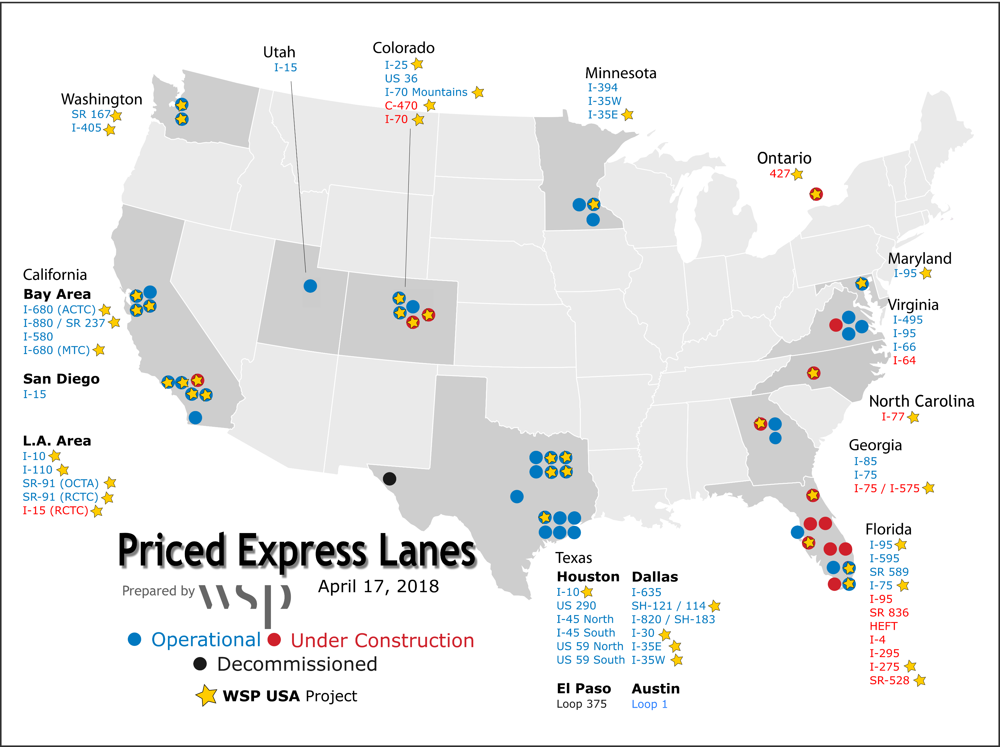 Utah
I-15
Colorado
I-25
US 36
I-70 Mountains
C-470
I-70
Minnesota
I-394
I-35W
I-35E
Washington
SR 167
I-405
Ontario
427
California
Bay Area
I-680 (ACTC)
I-880 / SR 237
I-580
I-680 (MTC)
San Diego
I-15
L.A. Area
I-10
I-110
SR-91 (OCTA)
SR-91 (RCTC)
I-15 (RCTC)
Maryland
I-95
Virginia
I-495
I-95
I-66
I-64
North Carolina
I-77
Georgia
I-85
I-75
I-75 / I-575
Florida
I-95
I-595
SR 589
I-75
I-95
SR 836
HEFT
I-4
I-295
I-275
SR-528
Texas
Houston
I-10
US 290
I-45 North
I-45 South
US 59 North
US 59 South
Dallas
I-635
SH-121 / 114
I-820 / SH-183
I-30
I-35E
I-35W
El Paso
Loop 375
Austin
Loop 1
Priced Express Lanes
Prepared by wsp
April 17, 2018
Operational
Under Construction
Decommissioned
WSP USA Project